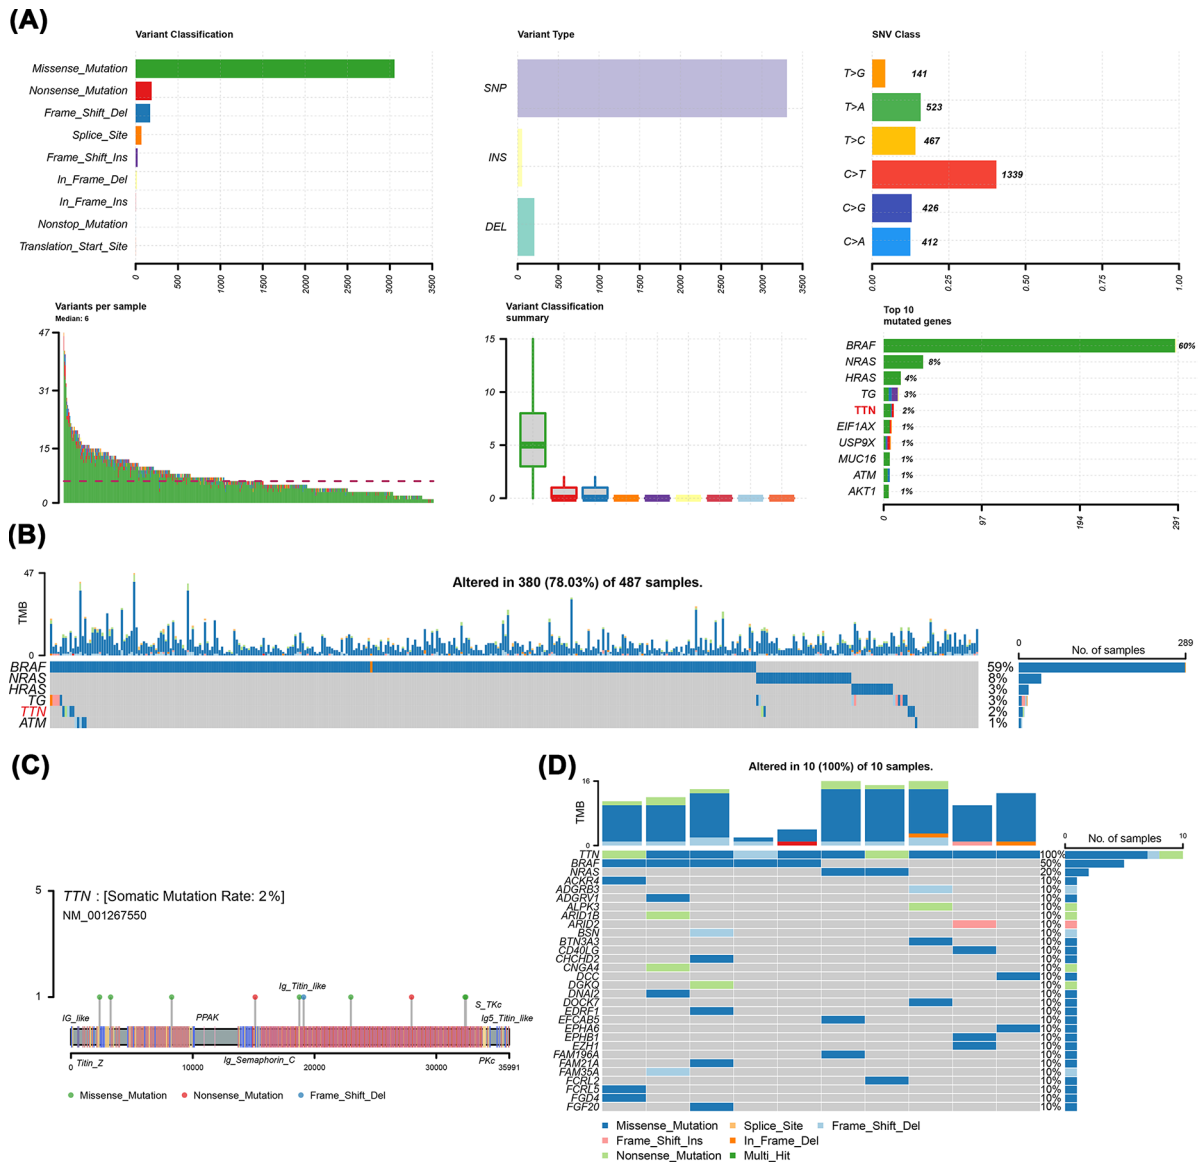 (A)
Variant Classification
Missense_Mutation
Nonsense_Mutation
Frame_Shift_Del
Splice_Site
Frame_Shift_Ins
In_Frame_Del
In_Frame_Ins
Nonstop_Mutation
Translation_Start_Site
0 500 1000 1500 2000 2500 3000 3500
Variant Type
SNP
INS
DEL
0 500 1000 1500 2000 2500 3000 3500
SNV Class
T>G 141
T>A 523
T>C 467
C>T 1339
C>G 426
C>A 412
0.00 0.25 0.50 0.75 1.00
Variants per sample
Median: 6
47
31
15
0
Variant Classification
summary
15
10
5
0
Top 10
mutated genes
BRAF 60%
NRAS 8%
HRAS 4%
TG 3%
TTN 2%
EIF1AX 1%
USP9X 1%
MUC16 1%
ATM 1%
AKT1 1%
0 97 194 291
(B)
Altered in 380 (78.03%) of 487 samples.
47
TMB
0
0 289
No. of samples
BRAF 59%
NRAS 8%
HRAS 3%
TG 3%
TTN 2%
ATM 1%
(C)
5
TTN : [Somatic Mutation Rate: 2%]
NM_001267550
1
Ig_Titin_like
S_TKc
IG_like PPAK Ig5_Titin_like
Titin_Z Ig_Semaphorin_C PKc
0 10000 20000 30000 35991
Missense_Mutation Nonsense_Mutation Frame_Shift_Del
(D)
Altered in 10 (100%) of 10 samples.
16
TMB
0
0 10
No. of samples
TTN 100%
BRAF 50%
NRAS 20%
ACKR4 10%
ADGRB3 10%
ADGRV1 10%
ALPK3 10%
ARID1B 10%
ARID2 10%
BSN 10%
BTN3A3 10%
CD40LG 10%
CHCHD2 10%
CNGA4 10%
DCC 10%
DGKQ 10%
DNAI2 10%
DOCK7 10%
EDRF1 10%
EFCAB5 10%
EPHA6 10%
EPHB1 10%
EZH1 10%
FAM196A 10%
FAM21A 10%
FAM35A 10%
FCRL2 10%
FCRL5 10%
FGD4 10%
FGF20 10%
Missense_Mutation Splice_Site Frame_Shift_Del
Frame_Shift_Ins In_Frame_Del
Nonsense_Mutation Multi_Hit